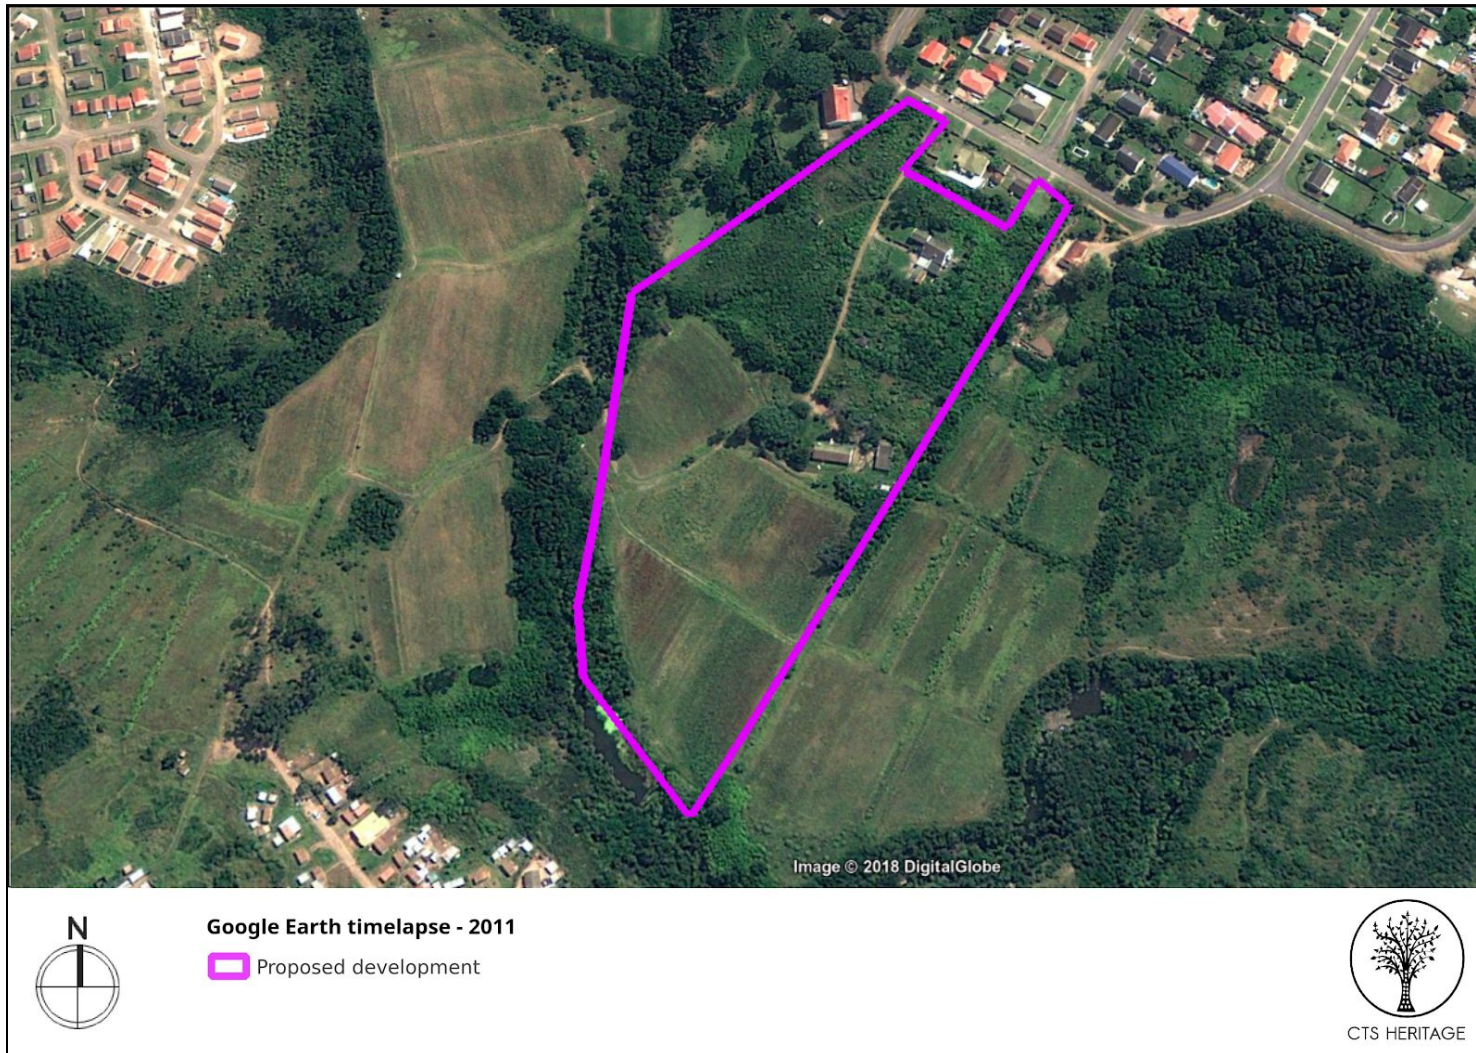 Image © 2018 DigitalGlobe
N
Google Earth timelapse - 2011
Proposed development
CTS HERITAGE